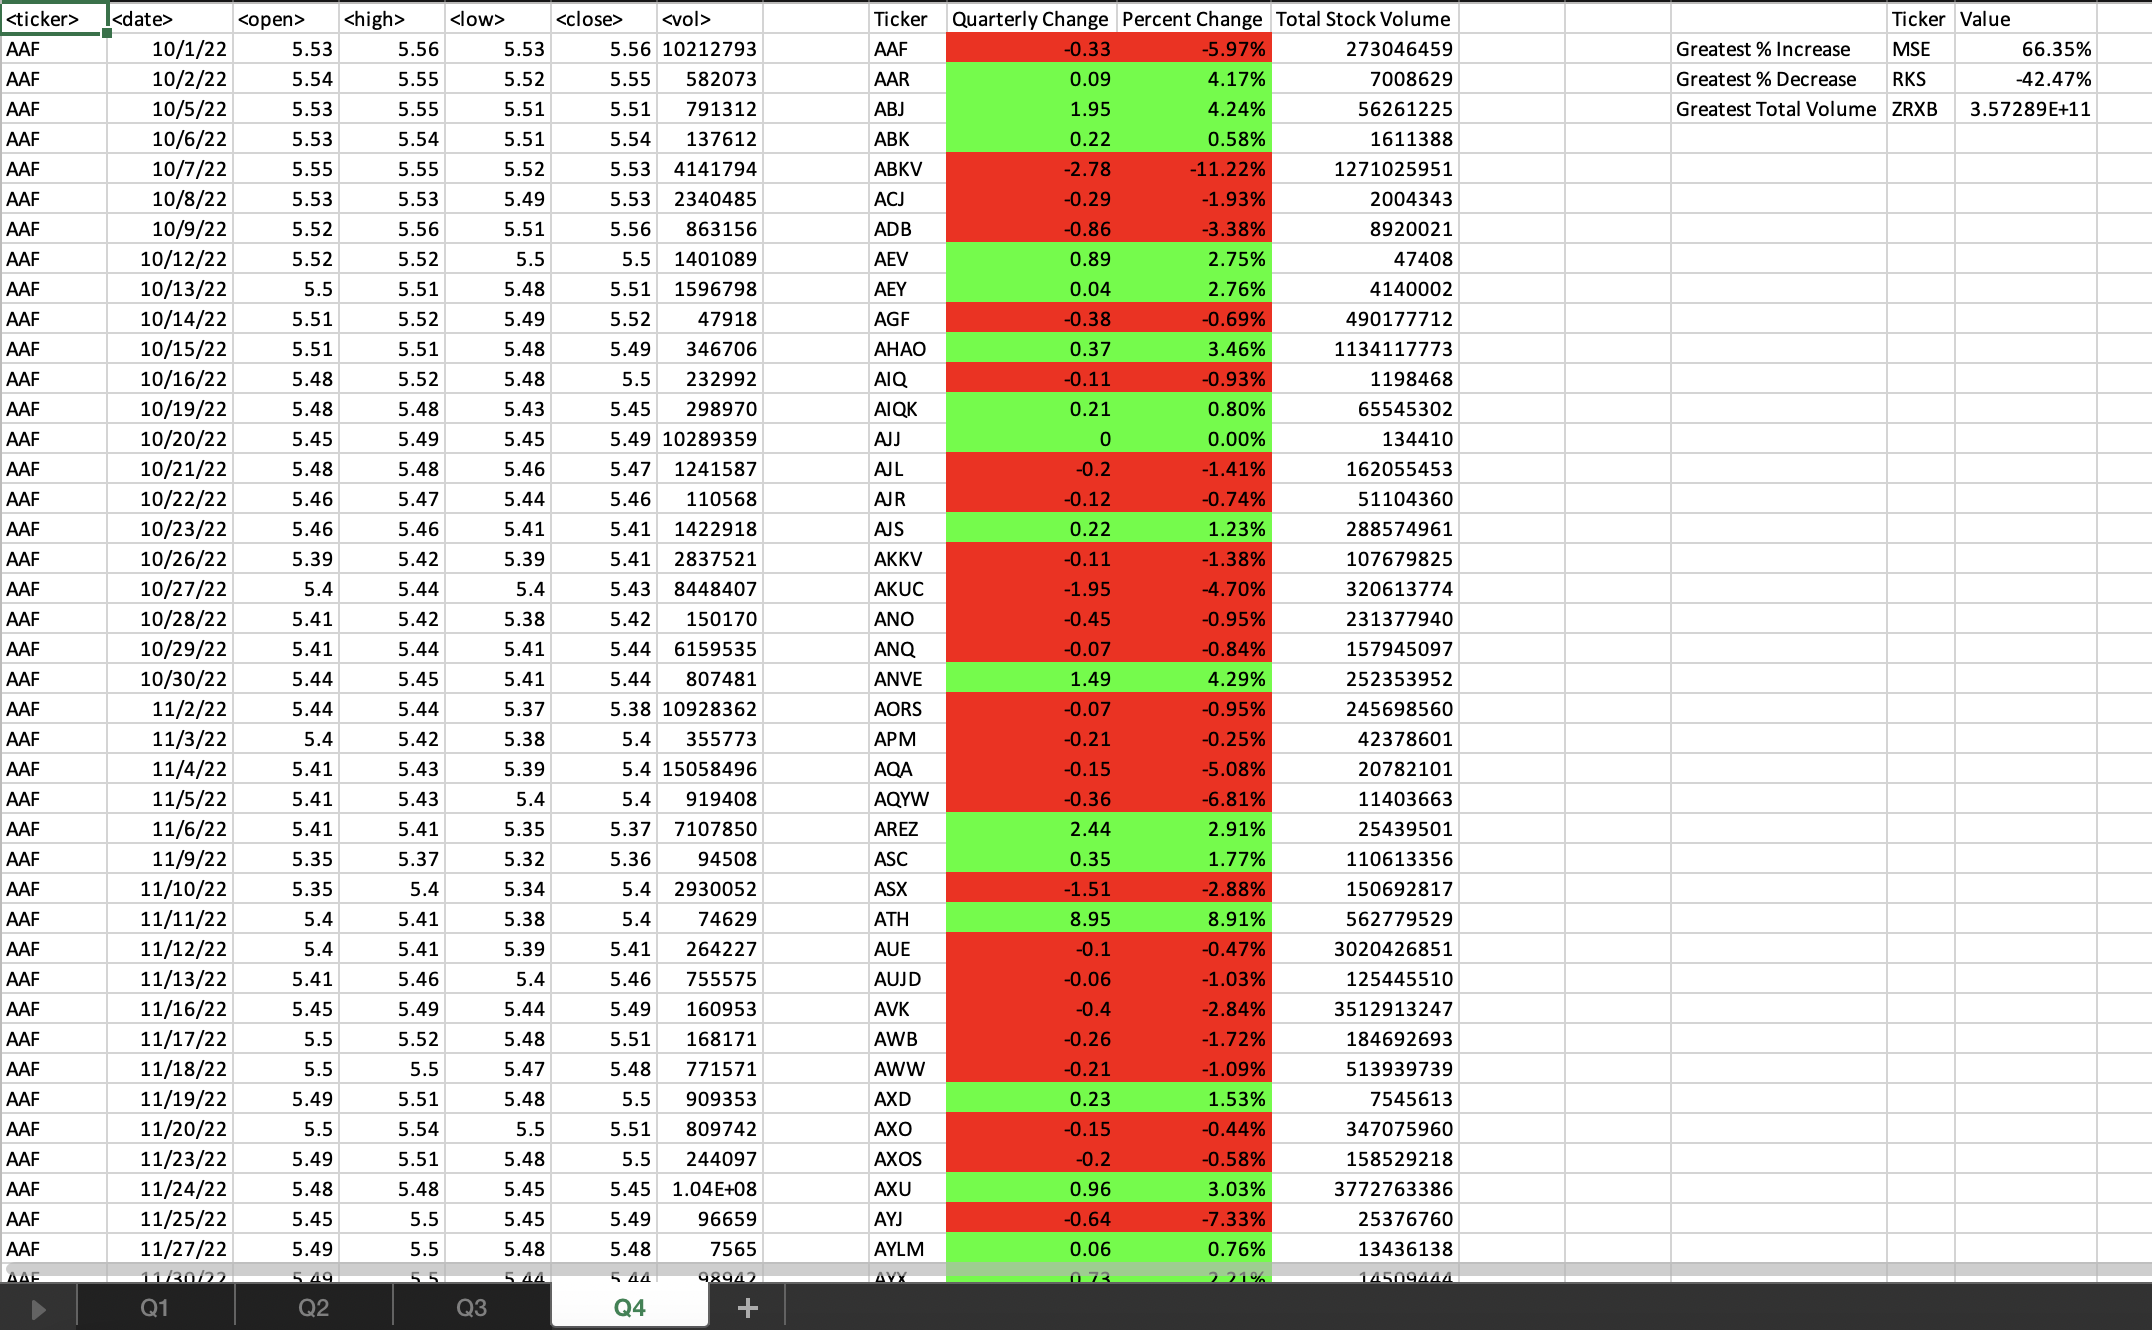 <ticker> <date> <open> <high> <low> <close> <vol> Ticker Quarterly Change Percent Change Total Stock Volume Ticker Value
AAF 10/1/22 5.53 5.56 5.53 5.56 10212793 AAF -0.33 -5.97% 273046459 Greatest % Increase MSE 66.35%
AAF 10/2/22 5.54 5.55 5.52 5.55 582073 AAR 0.09 4.17% 7008629 Greatest % Decrease RKS -42.47%
AAF 10/5/22 5.53 5.55 5.51 5.51 791312 ABJ 1.95 4.24% 56261225 Greatest Total Volume ZRXB 3.57289E+11
AAF 10/6/22 5.53 5.54 5.51 5.54 137612 ABK 0.22 0.58% 1611388
AAF 10/7/22 5.55 5.55 5.52 5.53 4141794 ABKV -2.78 -11.22% 1271025951
AAF 10/8/22 5.53 5.53 5.49 5.53 2340485 ACJ -0.29 -1.93% 2004343
AAF 10/9/22 5.52 5.56 5.51 5.56 863156 ADB -0.86 -3.38% 8920021
AAF 10/12/22 5.52 5.52 5.5 5.5 1401089 AEV 0.89 2.75% 47408
AAF 10/13/22 5.5 5.51 5.48 5.51 1596798 AEY 0.04 2.76% 4140002
AAF 10/14/22 5.51 5.52 5.49 5.52 47918 AGF -0.38 -0.69% 490177712
AAF 10/15/22 5.51 5.51 5.48 5.49 346706 AHAO 0.37 3.46% 1134117773
AAF 10/16/22 5.48 5.52 5.48 5.5 232992 AIQ -0.11 -0.93% 1198468
AAF 10/19/22 5.48 5.48 5.43 5.45 298970 AIQK 0.21 0.80% 65545302
AAF 10/20/22 5.45 5.49 5.45 5.49 10289359 AJJ 0 0.00% 134410
AAF 10/21/22 5.48 5.48 5.46 5.47 1241587 AJL -0.2 -1.41% 162055453
AAF 10/22/22 5.46 5.47 5.44 5.46 110568 AJR -0.12 -0.74% 51104360
AAF 10/23/22 5.46 5.46 5.41 5.41 1422918 AJS 0.22 1.23% 288574961
AAF 10/26/22 5.39 5.42 5.39 5.41 2837521 AKKV -0.11 -1.38% 107679825
AAF 10/27/22 5.4 5.44 5.4 5.43 8448407 AKUC -1.95 -4.70% 320613774
AAF 10/28/22 5.41 5.42 5.38 5.42 150170 ANO -0.45 -0.95% 231377940
AAF 10/29/22 5.41 5.44 5.41 5.44 6159535 ANQ -0.07 -0.84% 157945097
AAF 10/30/22 5.44 5.45 5.41 5.44 807481 ANVE 1.49 4.29% 252353952
AAF 11/2/22 5.44 5.44 5.37 5.38 10928362 AORS -0.07 -0.95% 245698560
AAF 11/3/22 5.4 5.42 5.38 5.4 355773 APM -0.21 -0.25% 42378601
AAF 11/4/22 5.41 5.43 5.39 5.4 15058496 AQA -0.15 -5.08% 20782101
AAF 11/5/22 5.41 5.43 5.4 5.4 919408 AQYW -0.36 -6.81% 11403663
AAF 11/6/22 5.41 5.41 5.35 5.37 7107850 AREZ 2.44 2.91% 25439501
AAF 11/9/22 5.35 5.37 5.32 5.36 94508 ASC 0.35 1.77% 110613356
AAF 11/10/22 5.35 5.4 5.34 5.4 2930052 ASX -1.51 -2.88% 150692817
AAF 11/11/22 5.4 5.41 5.38 5.4 74629 ATH 8.95 8.91% 562779529
AAF 11/12/22 5.4 5.41 5.39 5.41 264227 AUE -0.1 -0.47% 3020426851
AAF 11/13/22 5.41 5.46 5.4 5.46 755575 AUJD -0.06 -1.03% 125445510
AAF 11/16/22 5.45 5.49 5.44 5.49 160953 AVK -0.4 -2.84% 3512913247
AAF 11/17/22 5.5 5.52 5.48 5.51 168171 AWB -0.26 -1.72% 184692693
AAF 11/18/22 5.5 5.5 5.47 5.48 771571 AWW -0.21 -1.09% 513939739
AAF 11/19/22 5.49 5.51 5.48 5.5 909353 AXD 0.23 1.53% 7545613
AAF 11/20/22 5.5 5.54 5.5 5.51 809742 AXO -0.15 -0.44% 347075960
AAF 11/23/22 5.49 5.51 5.48 5.5 244097 AXOS -0.2 -0.58% 158529218
AAF 11/24/22 5.48 5.48 5.45 5.45 1.04E+08 AXU 0.96 3.03% 3772763386
AAF 11/25/22 5.45 5.5 5.45 5.49 96659 AYJ -0.64 -7.33% 25376760
AAF 11/27/22 5.49 5.5 5.48 5.48 7565 AYLM 0.06 0.76% 13436138
AAF 11/30/22 5.49 5.5 5.44 5.44 98942 AYX 0.73 2.21% 14509444
Q1 Q2 Q3 Q4 +